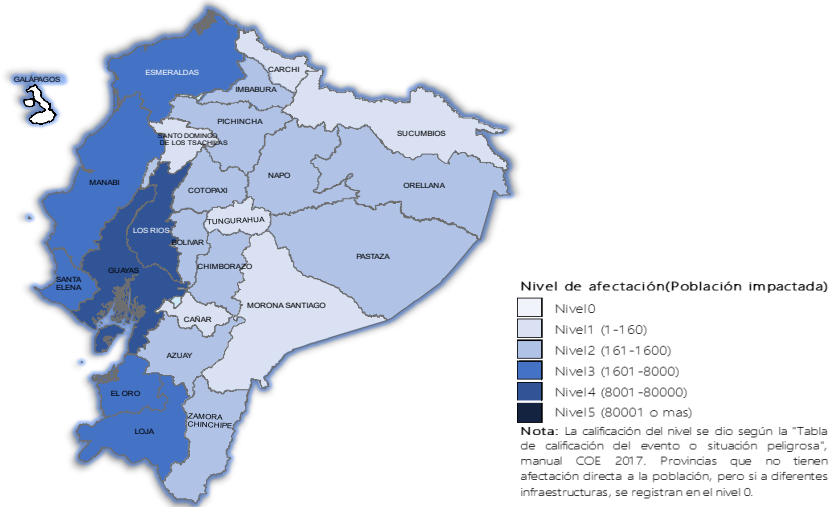 ESMERALDAS
CARCHI
GALÁPAGOS
IMBABURA
PICHINCHA
SUCUMBIOS
SANTO DOMINGO
DE LOS TSACHILAS
NAPO
MANABI
COTOPAXI
ORELLANA
TUNGURAHUA
LOS RIOS
BOLIVAR
PASTAZA
CHIMBORAZO
GUAYAS
SANTA
ELENA
MORONA SANTIAGO
CAÑAR
AZUAY
EL ORO
ZAMORA
CHINCHIPE
LOJA
Nivel de afectación(Población impactada)
Nivel0
Nivel1 (1-160)
Nivel2 (161-1600)
Nivel3 (1601-8000)
Nivel4 (8001-80000)
Nivel5 (80001 o mas)
Nota: La calificación del nivel se dio según la "Tabla
de calificación del evento o situación peligrosa",
manual COE 2017. Provincias que no tienen
afectación directa a la población, pero si a diferentes
infraestructuras, se registran en el nivel 0.